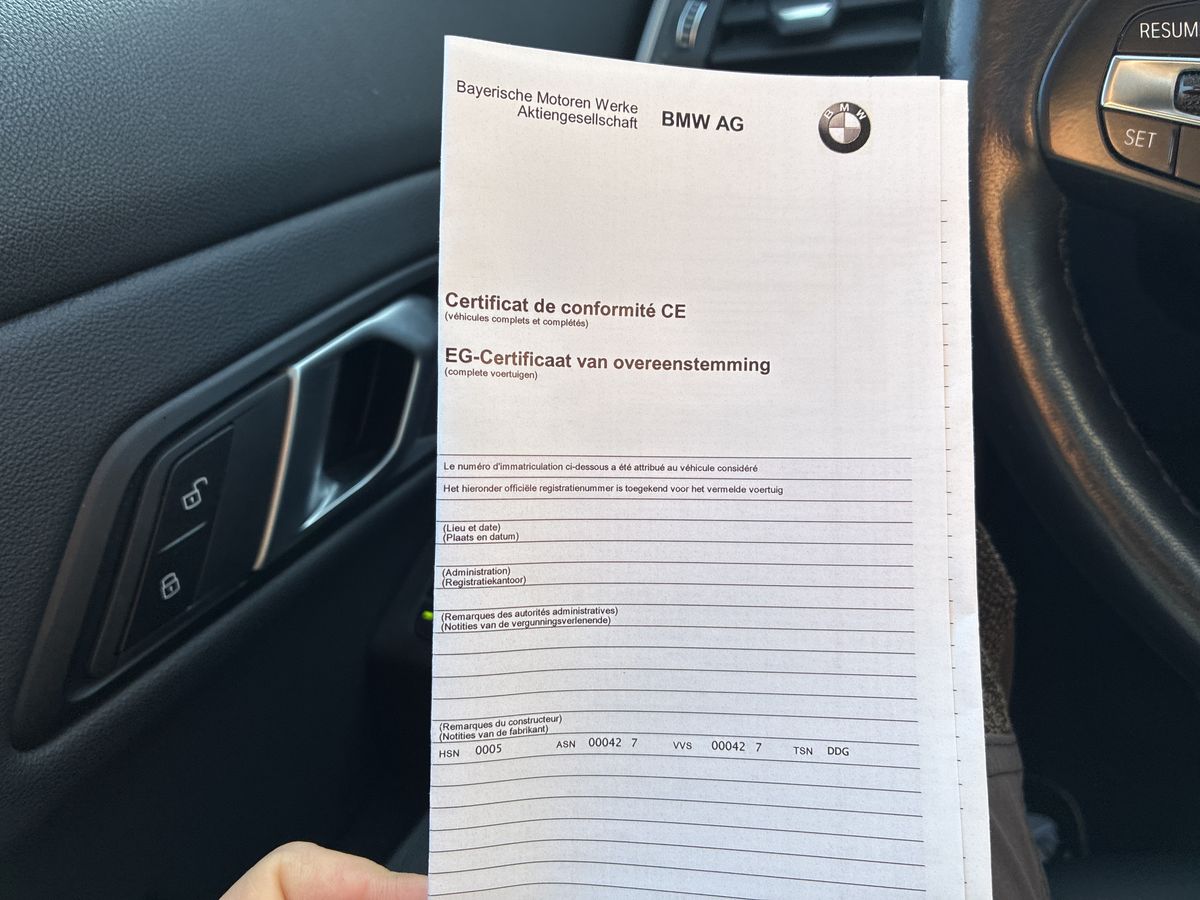 Bayerische Motoren Werke
Aktiengesellschaft
BMW AG
BMW
RESUM
SET
Certificat de conformité CE
(véhicules complets et complétés)
EG-Certificaat van overeenstemming
(complete voertuigen)
Le numéro d'immatriculation ci-dessous a été attribué au véhicule considéré
Het hieronder officiële registratienummer is toegekend voor het vermelde voertuig
(Lieu et date)
(Plaats en datum)
(Administration)
(Registratiekantoor)
(Remarques des autorités administratives)
(Notities van de vergunningsverlenende)
(Remarques du constructeur)
(Notities van de fabrikant)
HSN 0005 ASN 00042 7 VVS 00042 7 TSN DDG